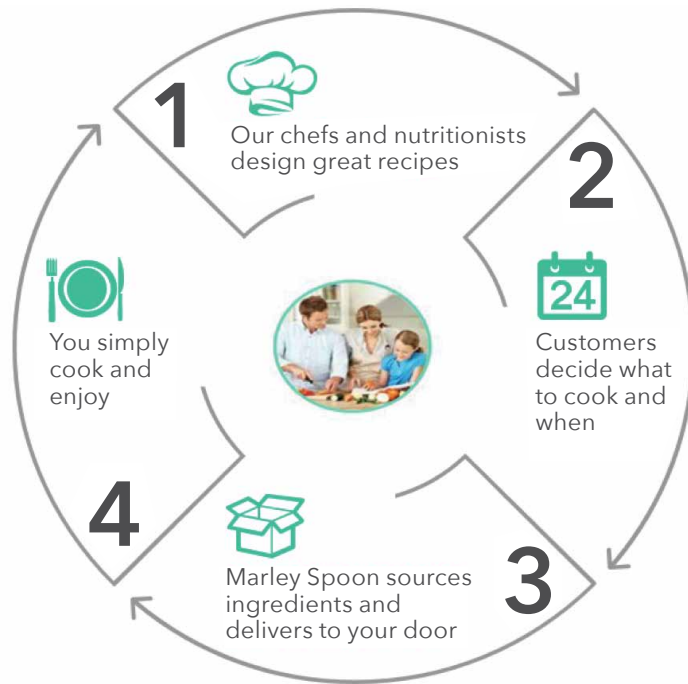 1
Our chefs and nutritionists
design great recipes
2
24
Customers
decide what
to cook and
when
3
Marley Spoon sources
ingredients and
delivers to your door
4
You simply
cook and
enjoy